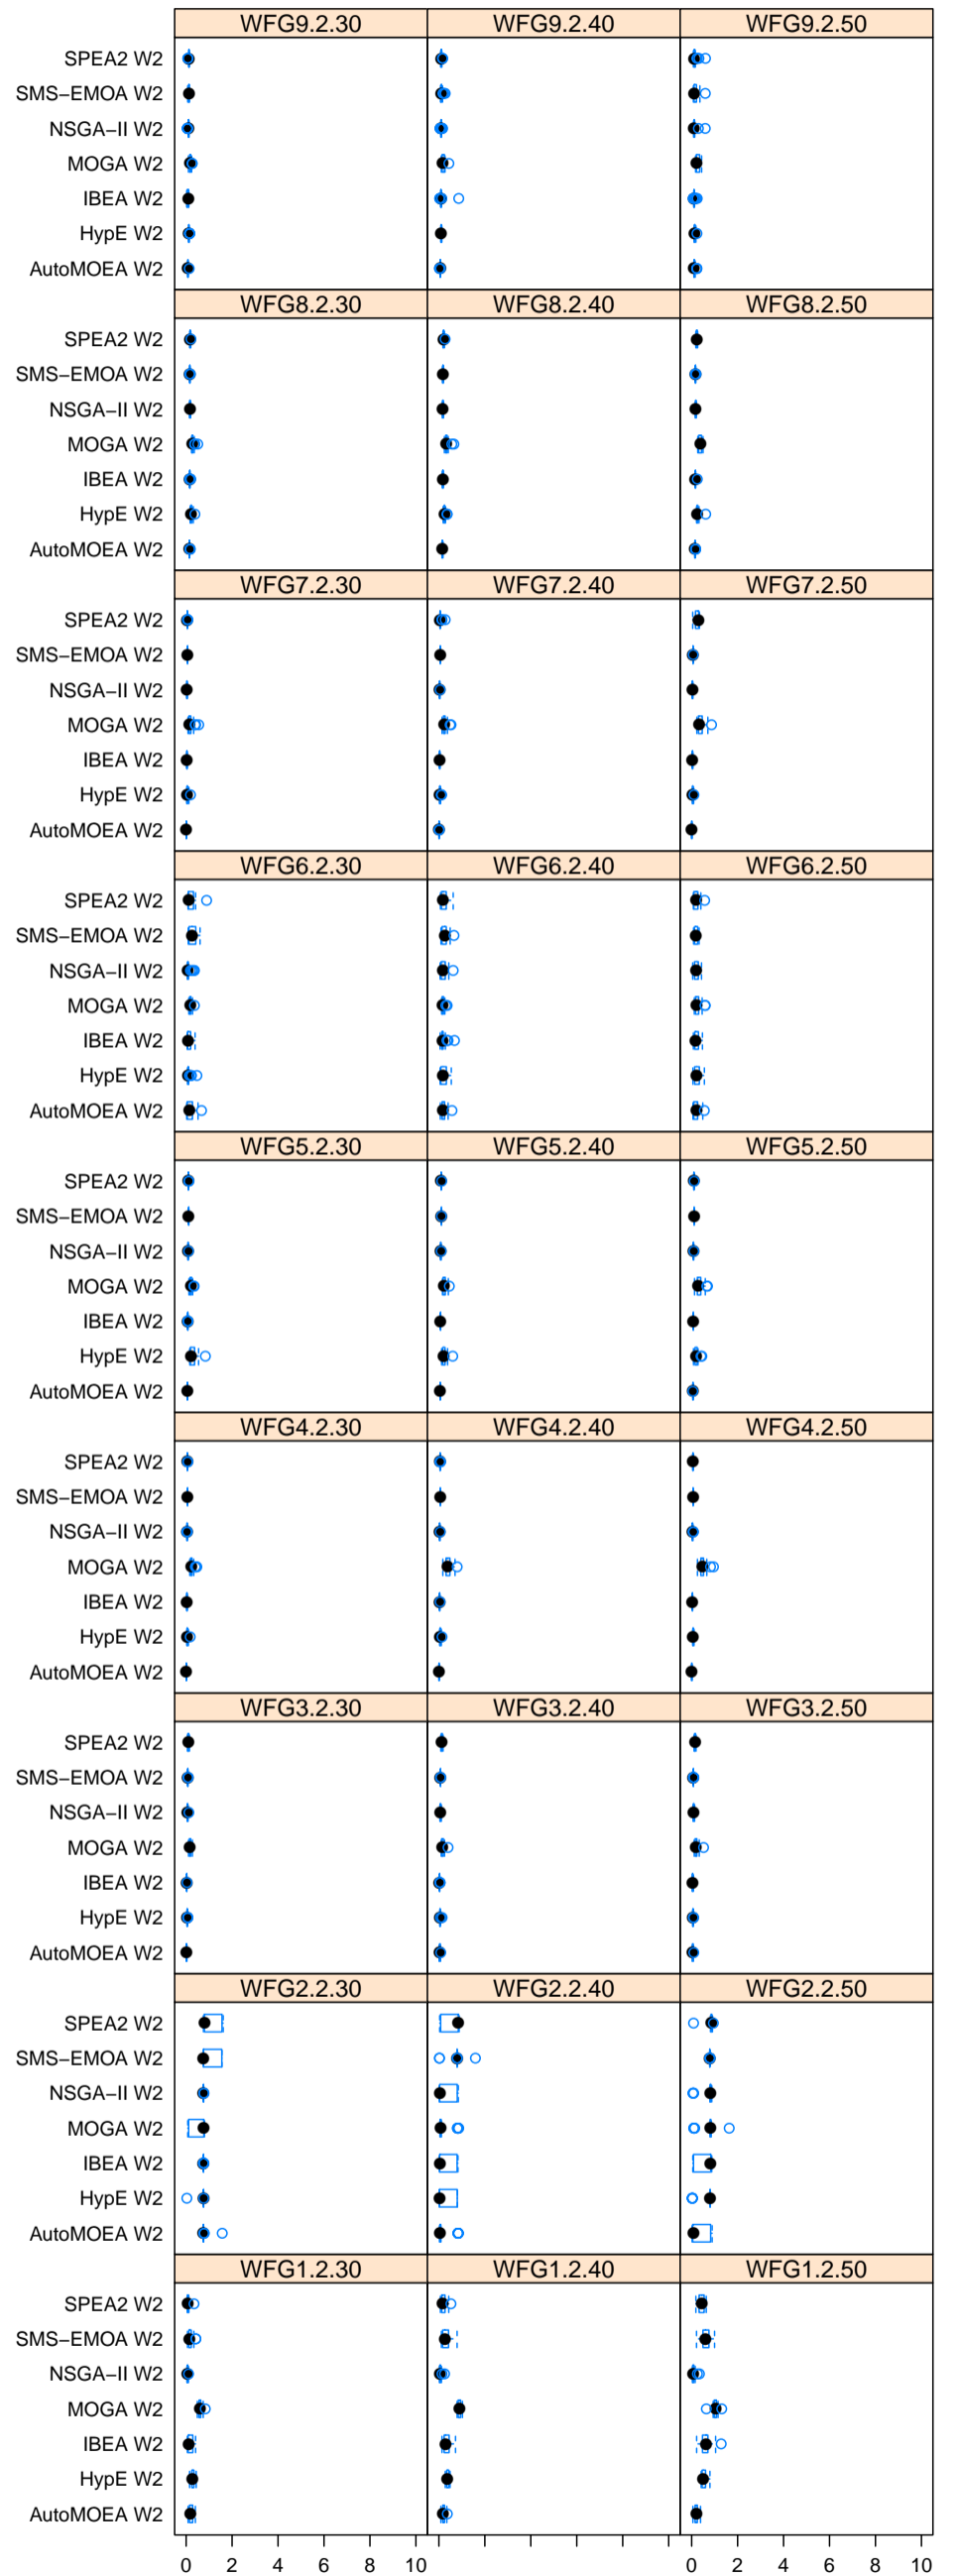 WFG9.2.30 WFG9.2.40 WFG9.2.50
SPEA2 W2
SMS−EMOA W2
NSGA−II W2
MOGA W2
IBEA W2
HypE W2
AutoMOEA W2
WFG8.2.30 WFG8.2.40 WFG8.2.50
SPEA2 W2
SMS−EMOA W2
NSGA−II W2
MOGA W2
IBEA W2
HypE W2
AutoMOEA W2
WFG7.2.30 WFG7.2.40 WFG7.2.50
SPEA2 W2
SMS−EMOA W2
NSGA−II W2
MOGA W2
IBEA W2
HypE W2
AutoMOEA W2
WFG6.2.30 WFG6.2.40 WFG6.2.50
SPEA2 W2
SMS−EMOA W2
NSGA−II W2
MOGA W2
IBEA W2
HypE W2
AutoMOEA W2
WFG5.2.30 WFG5.2.40 WFG5.2.50
SPEA2 W2
SMS−EMOA W2
NSGA−II W2
MOGA W2
IBEA W2
HypE W2
AutoMOEA W2
WFG4.2.30 WFG4.2.40 WFG4.2.50
SPEA2 W2
SMS−EMOA W2
NSGA−II W2
MOGA W2
IBEA W2
HypE W2
AutoMOEA W2
WFG3.2.30 WFG3.2.40 WFG3.2.50
SPEA2 W2
SMS−EMOA W2
NSGA−II W2
MOGA W2
IBEA W2
HypE W2
AutoMOEA W2
WFG2.2.30 WFG2.2.40 WFG2.2.50
SPEA2 W2
SMS−EMOA W2
NSGA−II W2
MOGA W2
IBEA W2
HypE W2
AutoMOEA W2
WFG1.2.30 WFG1.2.40 WFG1.2.50
SPEA2 W2
SMS−EMOA W2
NSGA−II W2
MOGA W2
IBEA W2
HypE W2
AutoMOEA W2
0 2 4 6 8 10 0 2 4 6 8 10